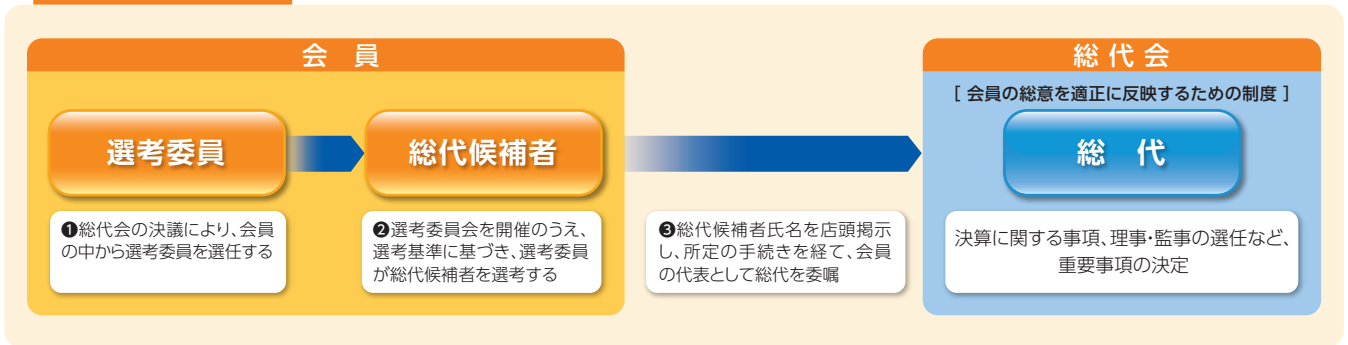 会 員
選考委員
総代候補者
❶総代会の決議により、会員
の中から選考委員を選任する
❷選考委員会を開催のうえ、
選考基準に基づき、選考委員
が総代候補者を選考する
❸総代候補者氏名を店頭掲示
し、所定の手続きを経て、会員
の代表として総代を委嘱
総 代 会
[ 会員の総意を適正に反映するための制度 ]
総 代
決算に関する事項、理事・監事の選任など、
重要事項の決定